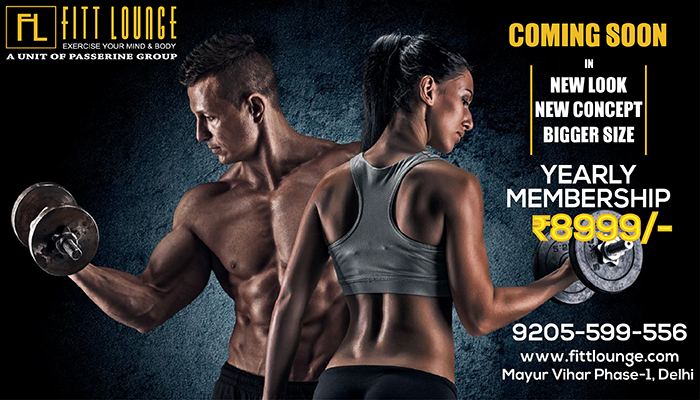 FL FITT LOUNGE
EXERCISE YOUR MIND & BODY
A UNIT OF PASSERINE GROUP
COMING SOON
IN
NEW LOOK
NEW CONCEPT
BIGGER SIZE
YEARLY
MEMBERSHIP
₹8999/-
9205-599-556
www.fittlounge.com
Mayur Vihar Phase-1, Delhi